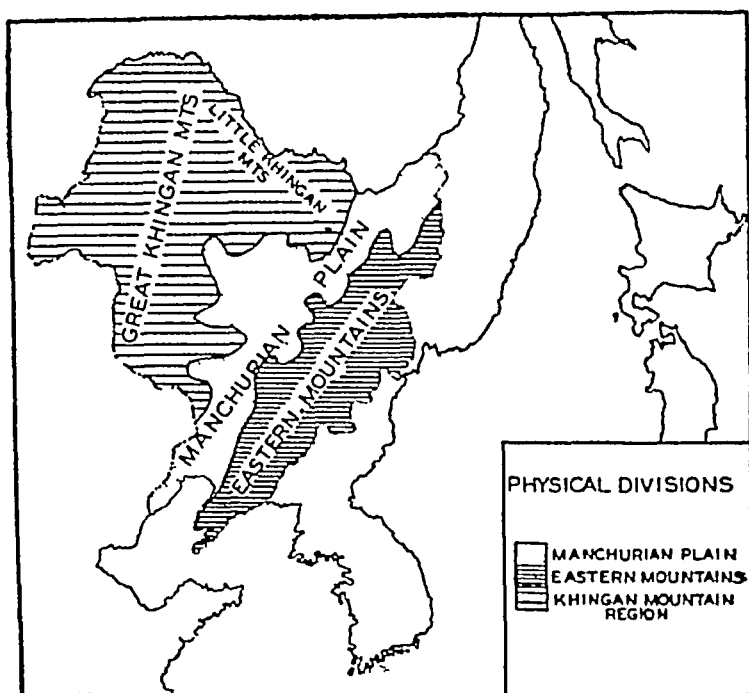 GREAT KHINGAN MTS
LITTLE KHINGAN
MTS
MANCHURIAN PLAIN
EASTERN MOUNTAINS
PHYSICAL DIVISIONS
MANCHURIAN PLAIN
EASTERN MOUNTAINS
KHINGAN MOUNTAIN
REGION